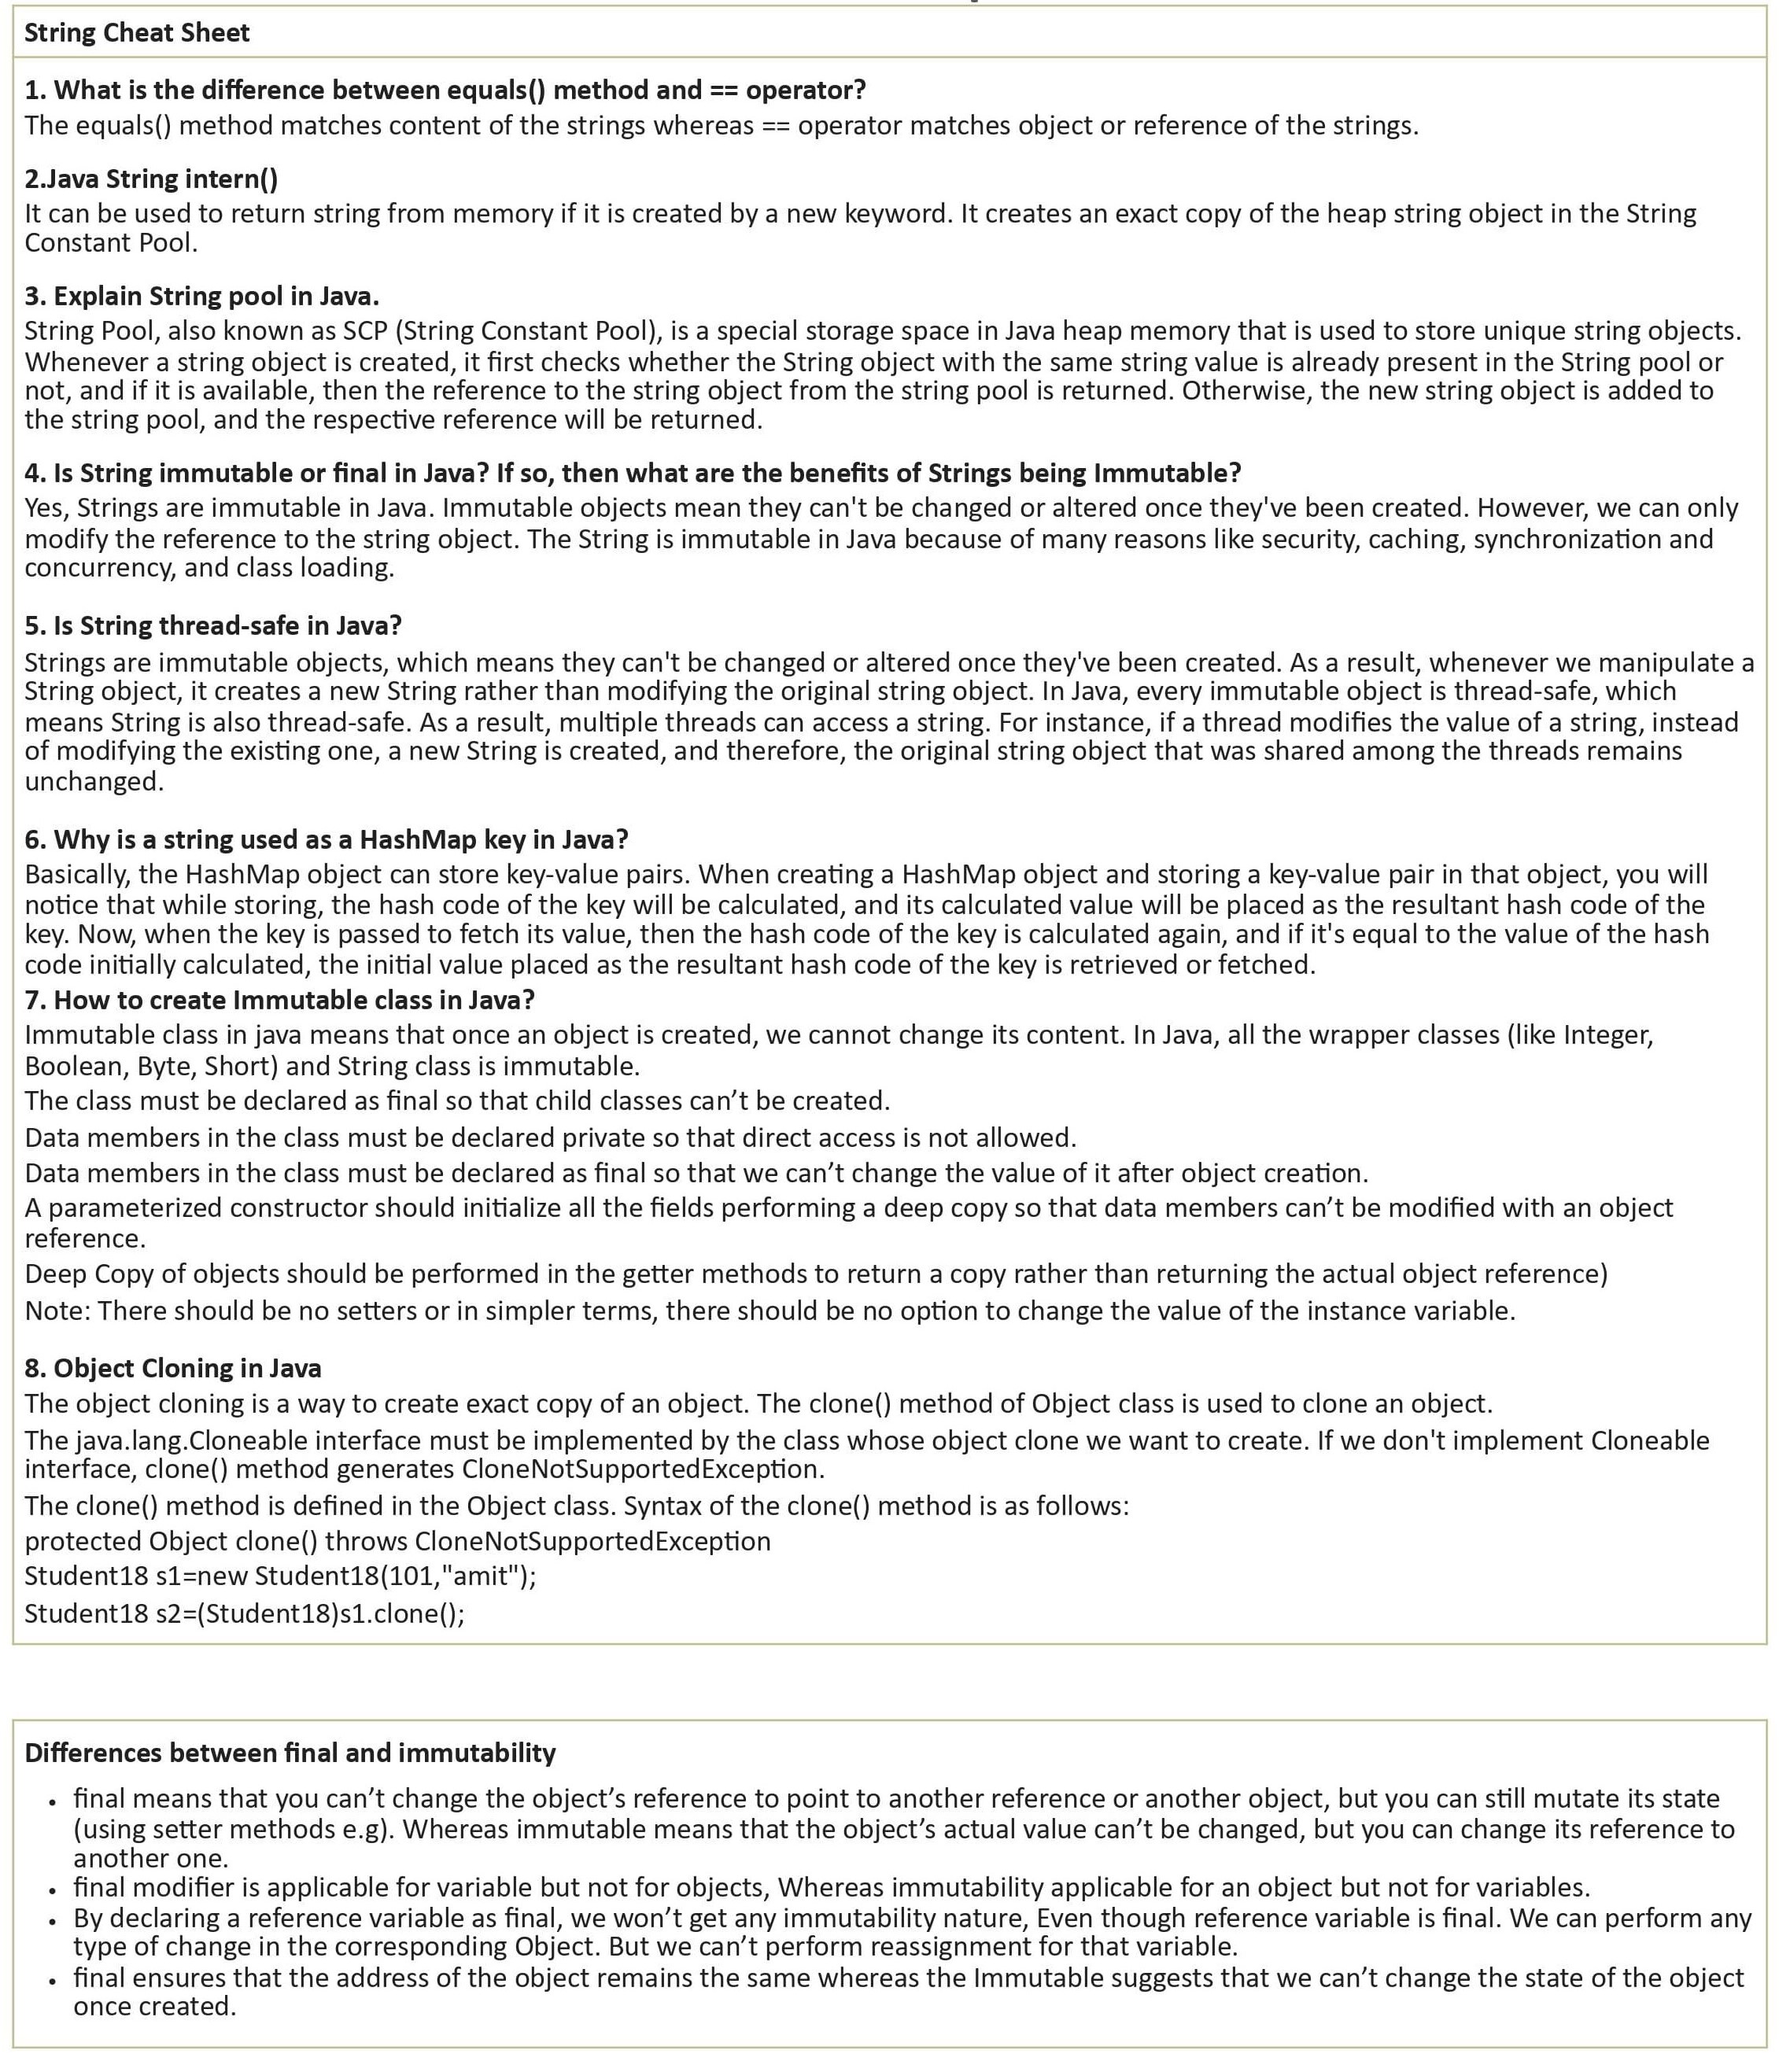 String Cheat Sheet
1. What is the difference between equals() method and == operator?
The equals() method matches content of the strings whereas == operator matches object or reference of the strings.
2.Java String intern()
It can be used to return string from memory if it is created by a new keyword. It creates an exact copy of the heap string object in the String
Constant Pool.
3. Explain String pool in Java.
String Pool, also known as SCP (String Constant Pool), is a special storage space in Java heap memory that is used to store unique string objects.
Whenever a string object is created, it first checks whether the String object with the same string value is already present in the String pool or
not, and if it is available, then the reference to the string object from the string pool is returned. Otherwise, the new string object is added to
the string pool, and the respective reference will be returned.
4. Is String immutable or final in Java? If so, then what are the benefits of Strings being Immutable?
Yes, Strings are immutable in Java. Immutable objects mean they can't be changed or altered once they've been created. However, we can only
modify the reference to the string object. The String is immutable in Java because of many reasons like security, caching, synchronization and
concurrency, and class loading.
5. Is String thread-safe in Java?
Strings are immutable objects, which means they can't be changed or altered once they've been created. As a result, whenever we manipulate a
String object, it creates a new String rather than modifying the original string object. In Java, every immutable object is thread-safe, which
means String is also thread-safe. As a result, multiple threads can access a string. For instance, if a thread modifies the value of a string, instead
of modifying the existing one, a new String is created, and therefore, the original string object that was shared among the threads remains
unchanged.
6. Why is a string used as a HashMap key in Java?
Basically, the HashMap object can store key-value pairs. When creating a HashMap object and storing a key-value pair in that object, you will
notice that while storing, the hash code of the key will be calculated, and its calculated value will be placed as the resultant hash code of the
key. Now, when the key is passed to fetch its value, then the hash code of the key is calculated again, and if it's equal to the value of the hash
code initially calculated, the initial value placed as the resultant hash code of the key is retrieved or fetched.
7. How to create Immutable class in Java?
Immutable class in java means that once an object is created, we cannot change its content. In Java, all the wrapper classes (like Integer,
Boolean, Byte, Short) and String class is immutable.
The class must be declared as final so that child classes can’t be created.
Data members in the class must be declared private so that direct access is not allowed.
Data members in the class must be declared as final so that we can’t change the value of it after object creation.
A parameterized constructor should initialize all the fields performing a deep copy so that data members can’t be modified with an object
reference.
Deep Copy of objects should be performed in the getter methods to return a copy rather than returning the actual object reference)
Note: There should be no setters or in simpler terms, there should be no option to change the value of the instance variable.
8. Object Cloning in Java
The object cloning is a way to create exact copy of an object. The clone() method of Object class is used to clone an object.
The java.lang.Cloneable interface must be implemented by the class whose object clone we want to create. If we don't implement Cloneable
interface, clone() method generates CloneNotSupportedException.
The clone() method is defined in the Object class. Syntax of the clone() method is as follows:
protected Object clone() throws CloneNotSupportedException
Student18 s1=new Student18(101,"amit");
Student18 s2=(Student18)s1.clone();
Differences between final and immutability
• final means that you can’t change the object’s reference to point to another reference or another object, but you can still mutate its state
(using setter methods e.g). Whereas immutable means that the object’s actual value can’t be changed, but you can change its reference to
another one.
• final modifier is applicable for variable but not for objects, Whereas immutability applicable for an object but not for variables.
• By declaring a reference variable as final, we won’t get any immutability nature, Even though reference variable is final. We can perform any
type of change in the corresponding Object. But we can’t perform reassignment for that variable.
• final ensures that the address of the object remains the same whereas the Immutable suggests that we can’t change the state of the object
once created.